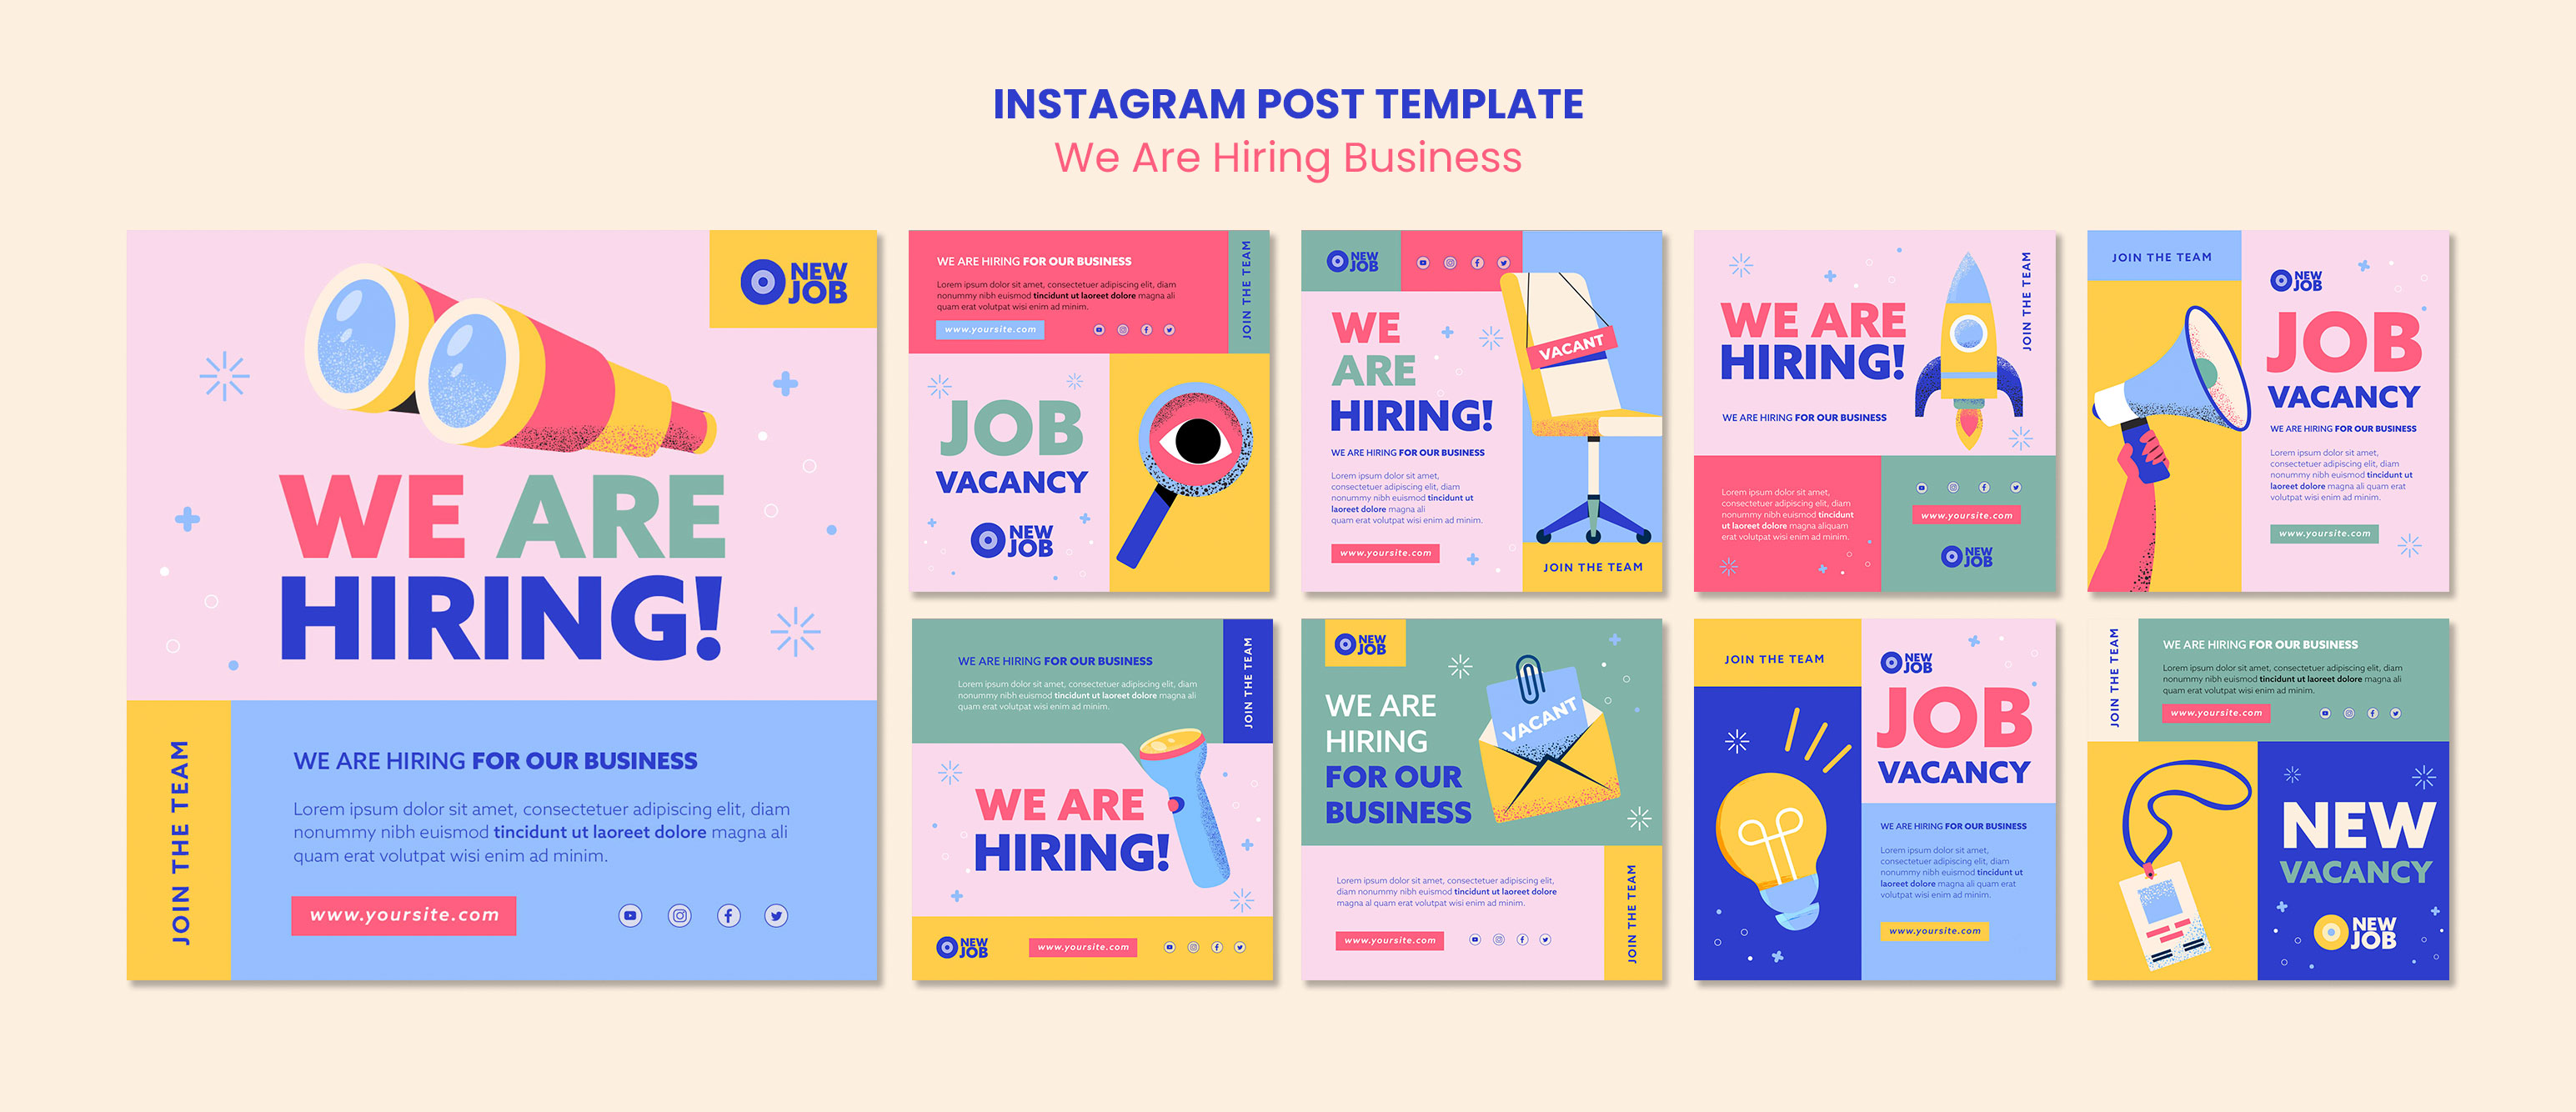 INSTAGRAM POST TEMPLATE
We Are Hiring Business
NEW
JOB
WE ARE
HIRING!
JOIN THE TEAM
WE ARE HIRING FOR OUR BUSINESS
Lorem ipsum dolor sit amet, consectetuer adipiscing elit, diam
nonummy nibh euismod tincidunt ut laoreet dolore magna ali
quam erat volutpat wisi enim ad minim.
www.yoursite.com
WE ARE HIRING FOR OUR BUSINESS
Lorem ipsum dolor sit amet, consectetuer adipiscing elit, diam
nonummy nibh euismod tincidunt ut laoreet dolore magna ali
quam erat volutpat wisi enim ad minim.
www.yoursite.com
JOIN THE TEAM
JOB
VACANCY
NEW
JOB
NEW
JOB
WE
ARE
HIRING!
VACANT
WE ARE HIRING FOR OUR BUSINESS
Lorem ipsum dolor sit amet,
consectetuer adipiscing elit, diam
nonummy nibh euismod tincidunt ut
laoreet dolore magna ali
quam erat volutpat wisi enim ad minim.
www.yoursite.com
JOIN THE TEAM
WE ARE
HIRING!
WE ARE HIRING FOR OUR BUSINESS
JOIN THE TEAM
Lorem ipsum dolor sit amet,
consectetuer adipiscing elit, diam
nonummy nibh euismod tincidunt
ut laoreet dolore magna aliquam
erat volutpat wisi enim ad minim.
www.yoursite.com
NEW
JOB
JOIN THE TEAM
NEW
JOB
JOB
VACANCY
WE ARE HIRING FOR OUR BUSINESS
Lorem ipsum dolor sit amet,
consectetuer adipiscing elit, diam
nonummy nibh euismod tincidunt ut
laoreet dolore magna ali quam erat
volutpat wisi enim ad minim.
www.yoursite.com
WE ARE HIRING FOR OUR BUSINESS
Lorem ipsum dolor sit amet, consectetuer adipiscing elit, diam
nonummy nibh euismod tincidunt ut laoreet dolore magna ali
quam erat volutpat wisi enim ad minim.
JOIN THE TEAM
WE ARE
HIRING!
NEW
JOB
www.yoursite.com
NEW
JOB
WE ARE
HIRING
FOR OUR
BUSINESS
VACANT
Lorem ipsum dolor sit amet, consectetuer adipiscing elit,
diam nonummy nibh euismod tincidunt ut laoreet dolore
magna al quam erat volutpat wisi enim ad minim.
www.yoursite.com
JOIN THE TEAM
JOIN THE TEAM
NEW
JOB
JOB
VACANCY
WE ARE HIRING FOR OUR BUSINESS
Lorem ipsum dolor sit amet,
consectetuer adipiscing elit, diam
nonummy nibh euismod tincidunt ut
laoreet dolore magna ali quam erat
volutpat wisi enim ad minim.
www.yoursite.com
JOIN THE TEAM
WE ARE HIRING FOR OUR BUSINESS
Lorem ipsum dolor sit amet, consectetuer adipiscing elit, diam
nonummy nibh euismod tincidunt ut laoreet dolore magna ali
quam erat volutpat wisi enim ad minim.
www.yoursite.com
NEW
VACANCY
NEW
JOB